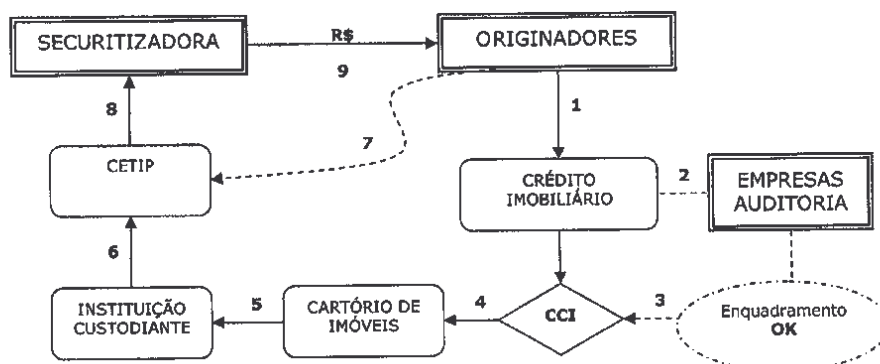 SECURITIZADORA
R$
ORIGINADORES
9
1
8
7
CETIP
CRÉDITO
IMOBILIÁRIO
2
EMPRESAS
AUDITORIA
6
INSTITUIÇÃO
CUSTODIANTE
5
CARTÓRIO DE
IMÓVEIS
4
CCI
3
Enquadramento
OK